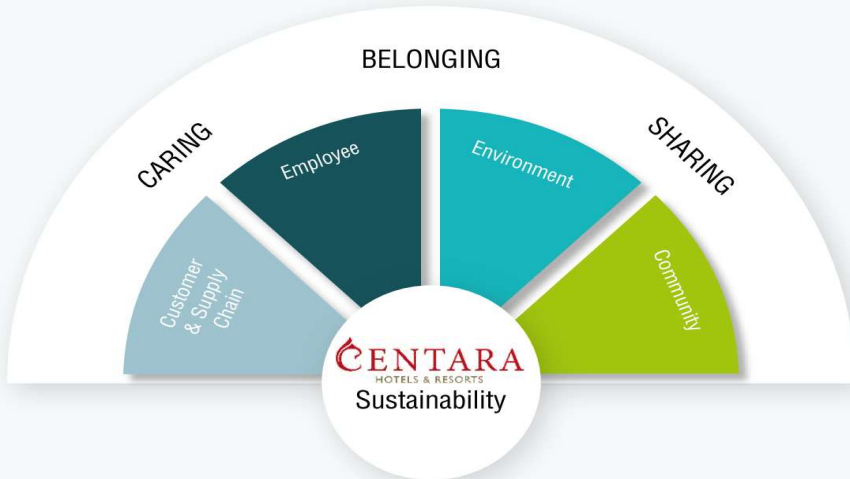 BELONGING
CARING
SHARING
Employee
Environment
Customer
& Supply
Chain
Community
CENTARA
HOTELS & RESORTS
Sustainability